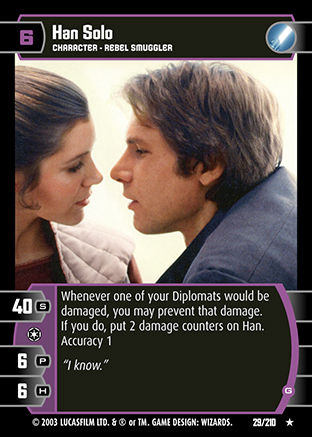 6 Han Solo
CHARACTER - REBEL SMUGGLER
40 S
6 P
6 H
Whenever one of your Diplomats would be
damaged, you may prevent that damage.
If you do, put 2 damage counters on Han.
Accuracy 1
“I know.”
G
© 2003 LUCASFILM LTD. & ® or TM. GAME DESIGN: WIZARDS. 29/210